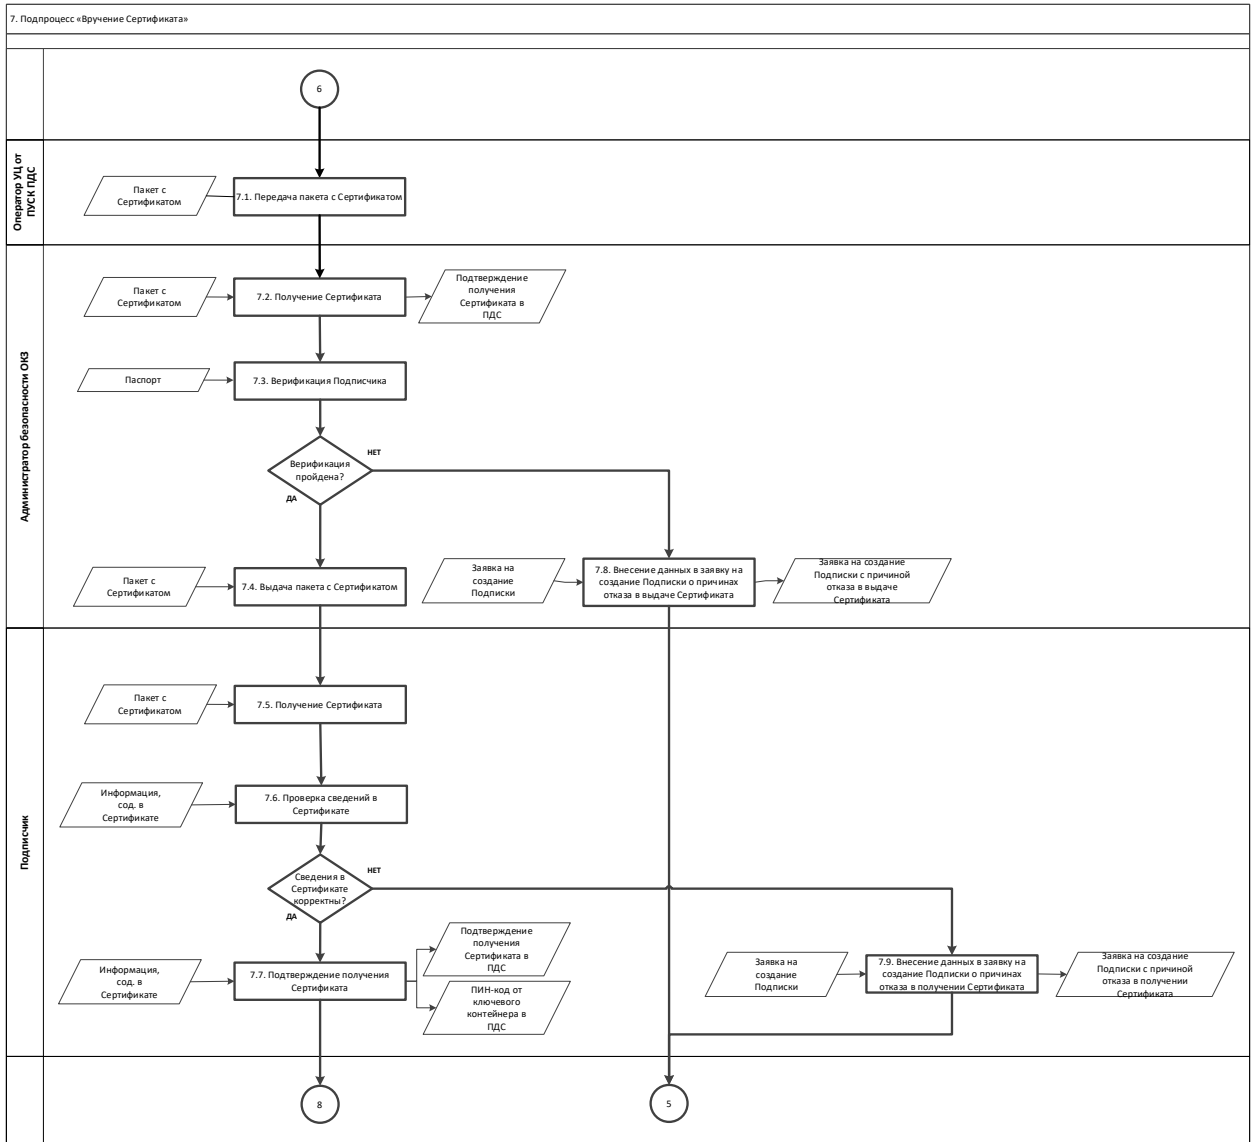 7. Подпроцесс «Вручение Сертификата»
6
Оператор УЦ от
ПУСК ПДС
Пакет с
Сертификатом
7.1. Передача пакета с Сертификатом
Администратор безопасности ОКЗ
Пакет с
Сертификатом
7.2. Получение Сертификата
Подтверждение
получения
Сертификата в
ПДС
Паспорт
7.3. Верификация Подписчика
Верификация
пройдена?
НЕТ
ДА
Пакет с
Сертификатом
7.4. Выдача пакета с Сертификатом
Заявка на
создание
Подписки
7.8. Внесение данных в заявку на
создание Подписки о причинах
отказа в выдаче Сертификата
Заявка на создание
Подписки с причиной
отказа в выдаче
Сертификата
Подписчик
Пакет с
Сертификатом
7.5. Получение Сертификата
Информация,
сод. в
Сертификате
7.6. Проверка сведений в
Сертификате
Сведения в
Сертификате
корректны?
НЕТ
ДА
Информация,
сод. в
Сертификате
7.7. Подтверждение получения
Сертификата
Подтверждение
получения
Сертификата в
ПДС
ПИН-код от
ключевого
контейнера в
ПДС
Заявка на
создание
Подписки
7.9. Внесение данных в заявку на
создание Подписки о причинах
отказа в получении Сертификата
Заявка на создание
Подписки с причиной
отказа в получении
Сертификата
8
5